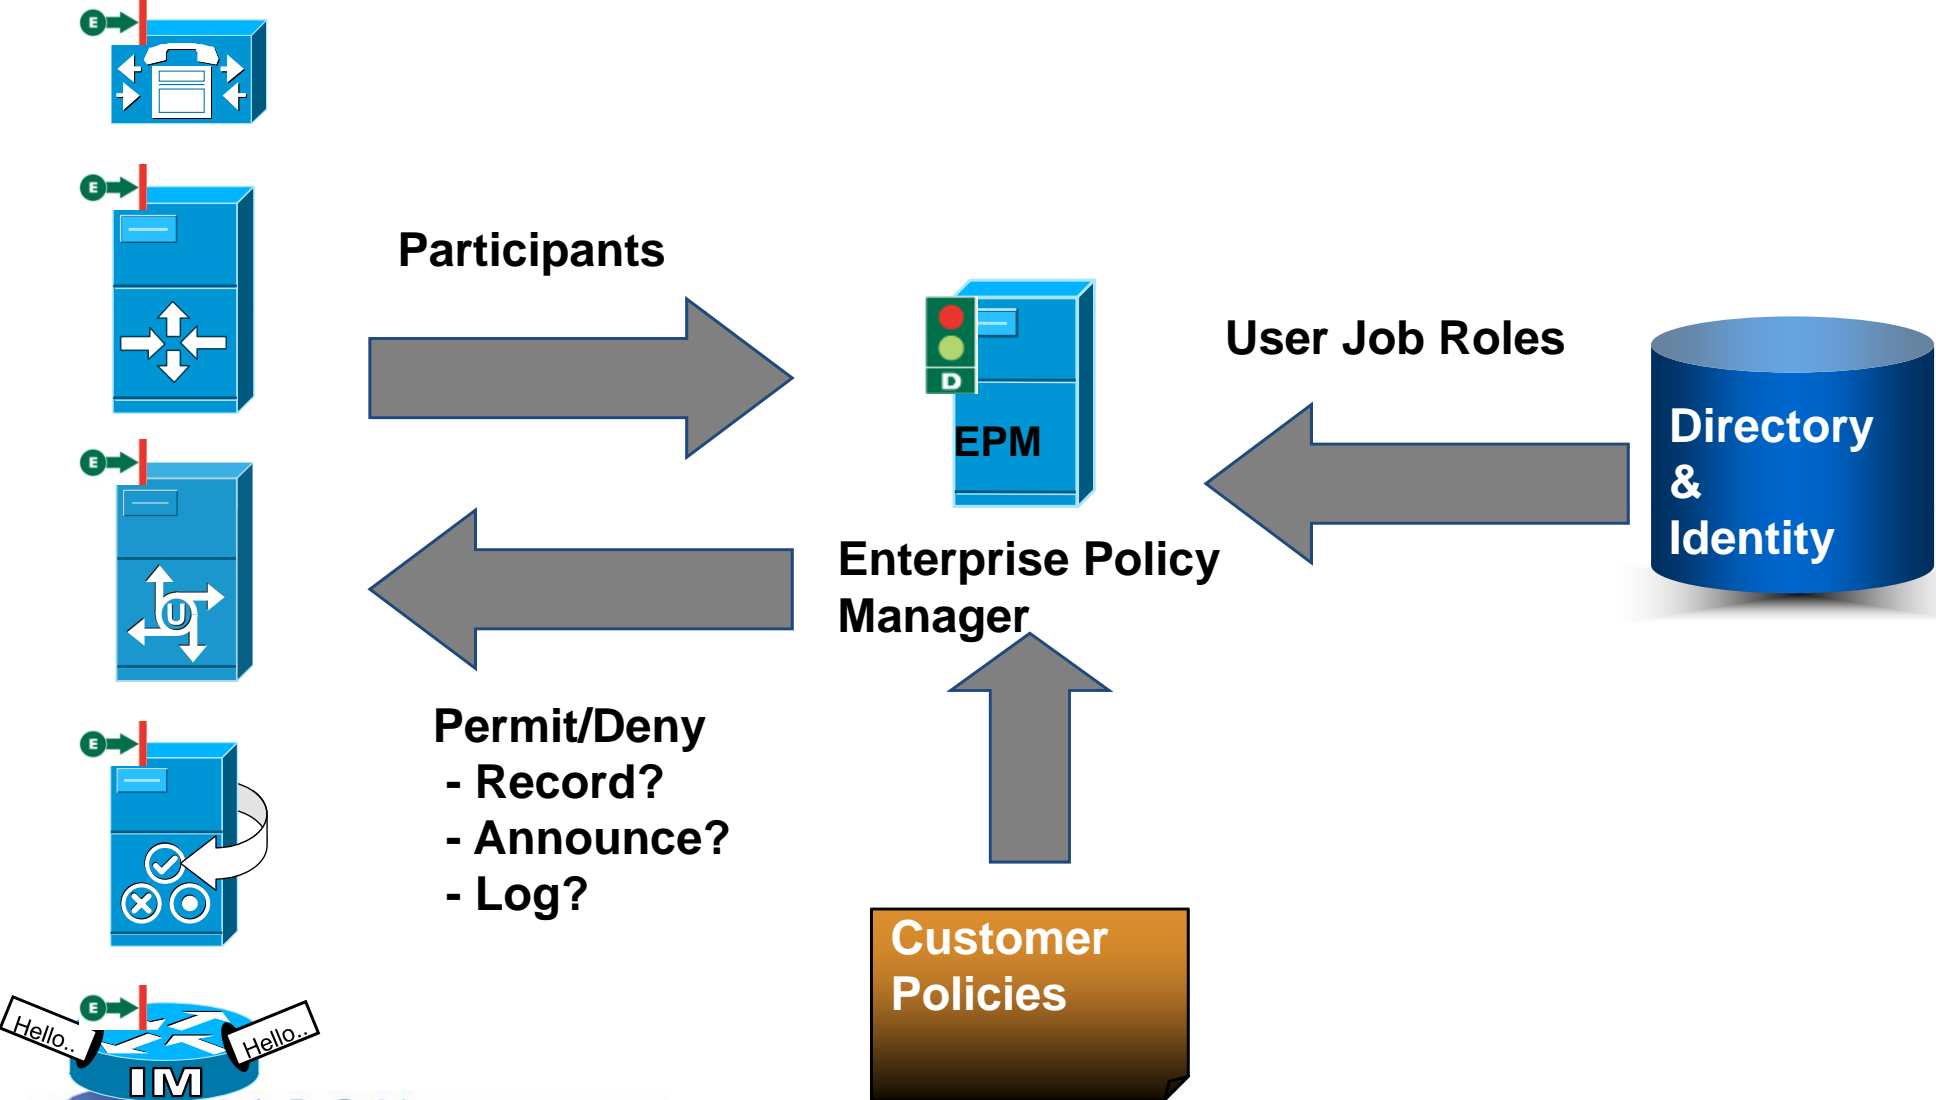 E
E
Participants
User Job Roles
D
EPM
Directory
&
Identity
E
U
Enterprise Policy
Manager
Permit/Deny
- Record?
- Announce?
- Log?
E
Customer
Policies
E
Hello..
Hello..
IM